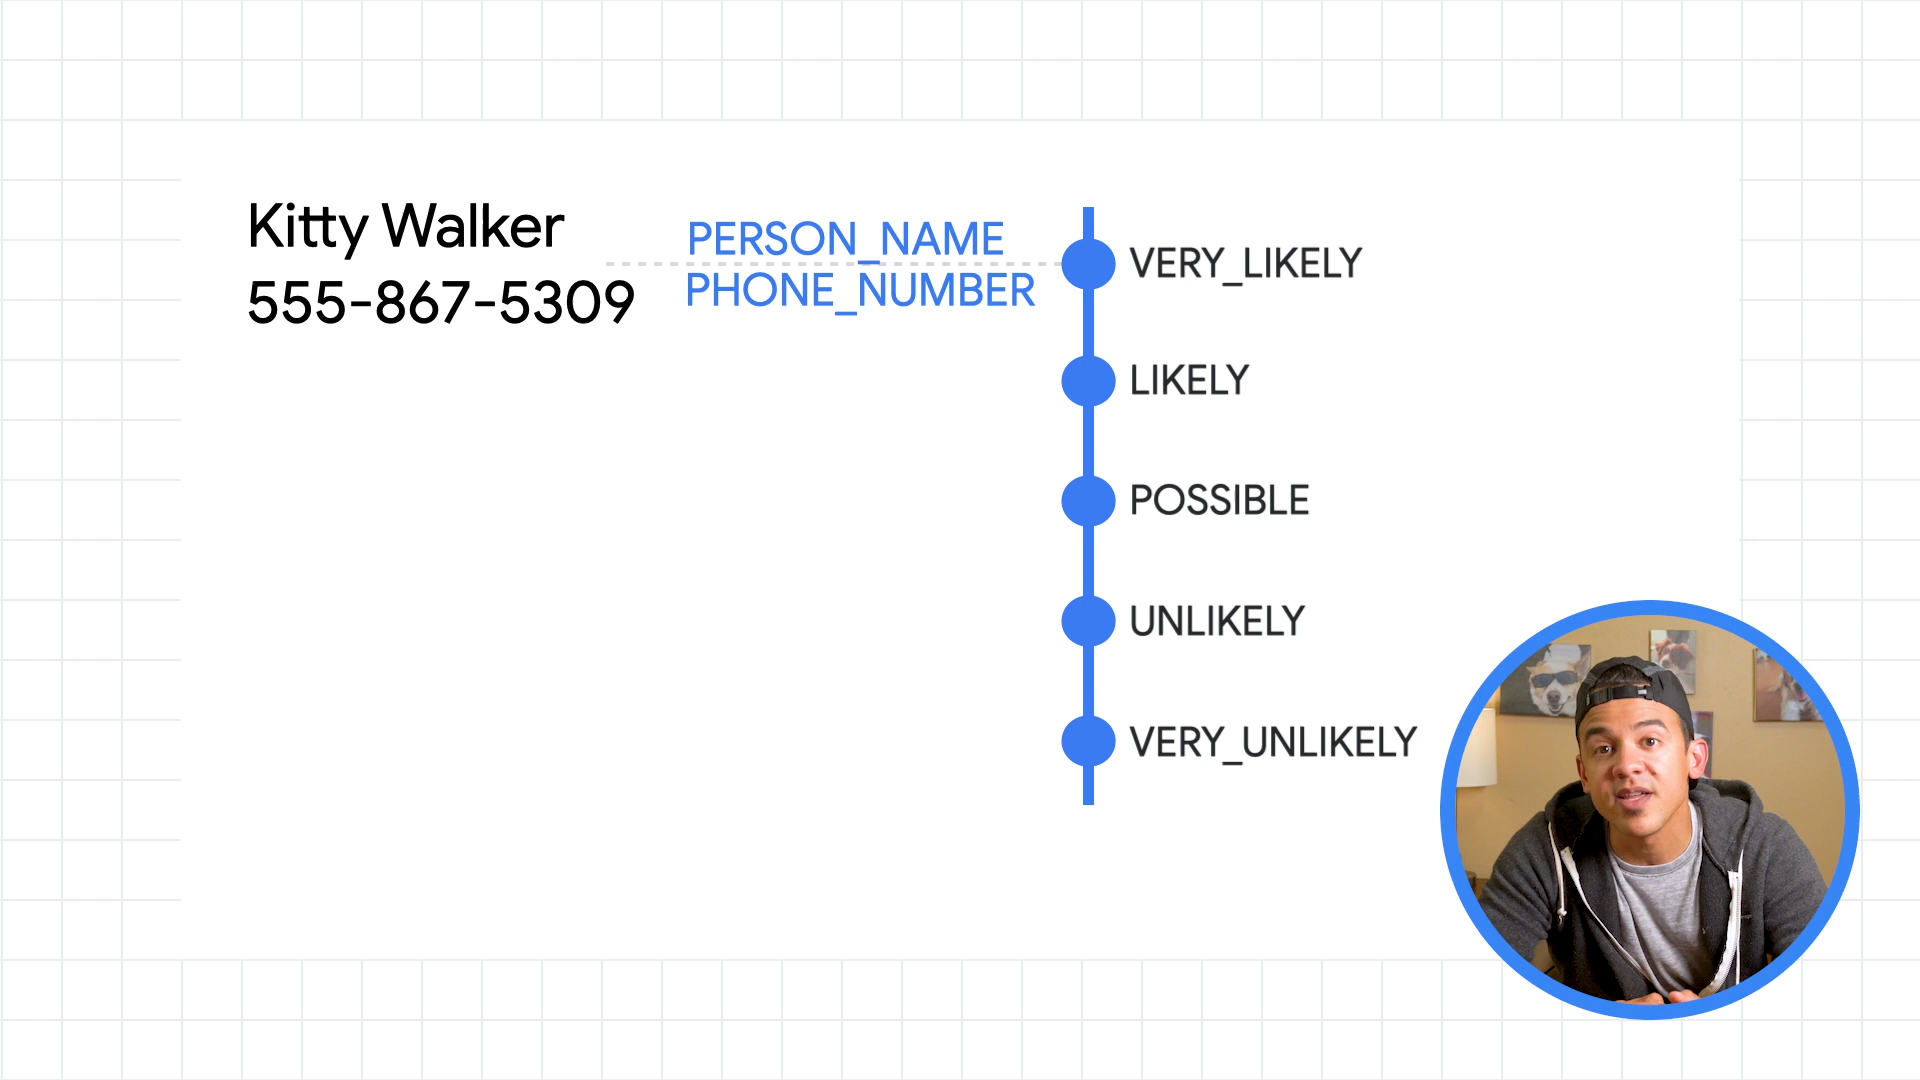 Kitty Walker
555-867-5309
PERSON_NAME
PHONE_NUMBER
VERY_LIKELY
LIKELY
POSSIBLE
UNLIKELY
VERY_UNLIKELY